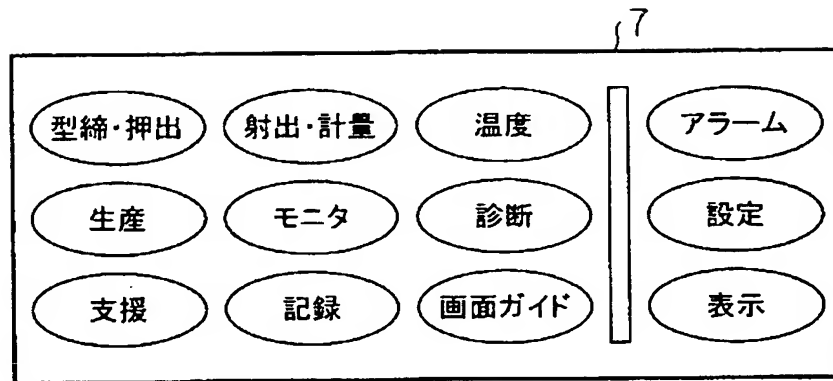 7
型締・押出 射出・計量 温度 アラーム
生産 モニタ 診断 設定
支援 記録 画面ガイド 表示